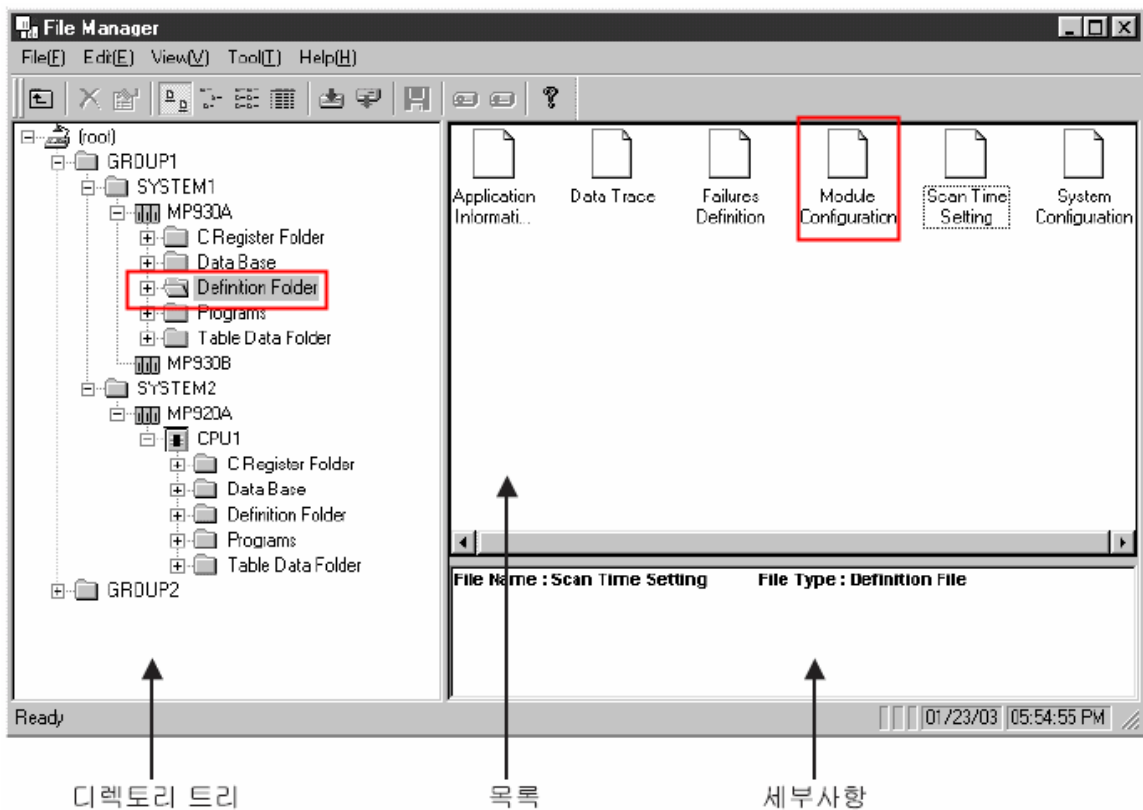 File Manager
File(F) Edit(E) View(V) Tool(T) Help(H)
(root)
GROUP1
SYSTEM1
MP930A
C Register Folder
Data Base
Defintion Folder
Programs
Table Data Folder
MP930B
SYSTEM2
MP920A
CPU1
C Register Folder
Data Base
Definition Folder
Programs
Table Data Folder
GROUP2
Application
Informati...
Data Trace
Failures
Definition
Module
Configuration
Scan Time
Setting
System
Configuration
File Name : Scan Time Setting File Type : Definition File
Ready
01/23/03 05:54:55 PM
디렉토리 트리
목록
세부사항